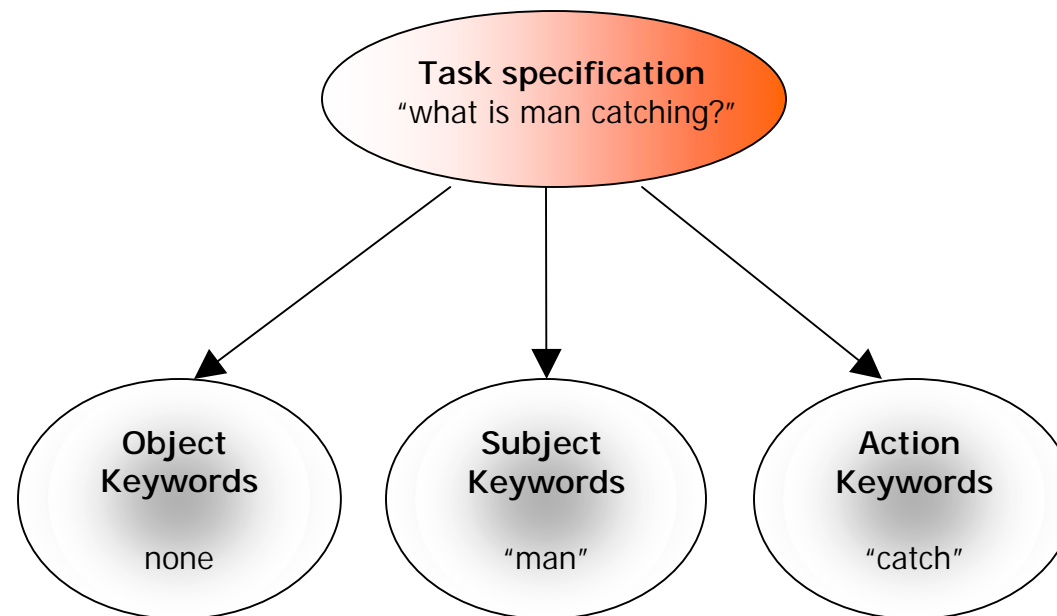 Task specification
“what is man catching?”
Object
Keywords
none
Subject
Keywords
“man”
Action
Keywords
“catch”